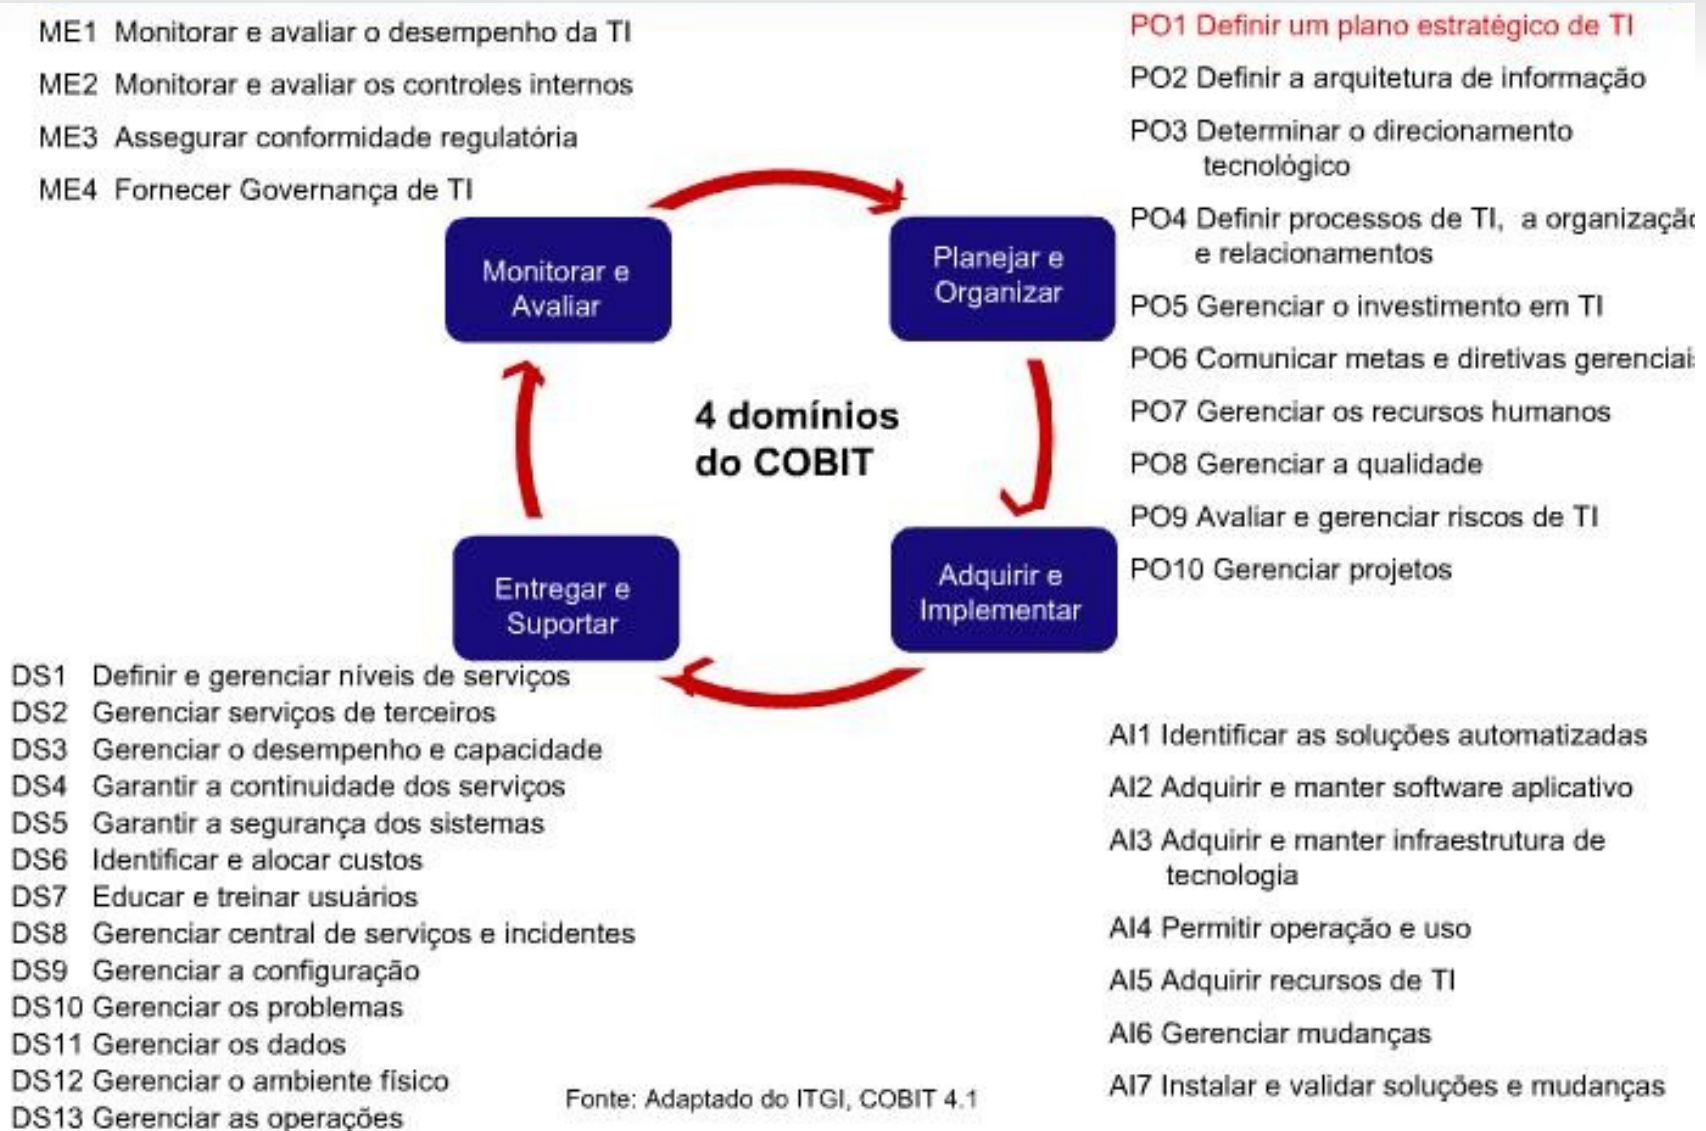 ME1 Monitorar e avaliar o desempenho da TI
ME2 Monitorar e avaliar os controles internos
ME3 Assegurar conformidade regulatória
ME4 Fornecer Governança de TI
Monitorar e
Avaliar
Planejar e
Organizar
4 domínios
do COBIT
Entregar e
Suportar
Adquirir e
Implementar
PO1 Definir um plano estratégico de TI
PO2 Definir a arquitetura de informação
PO3 Determinar o direcionamento
tecnológico
PO4 Definir processos de TI, a organização
e relacionamentos
PO5 Gerenciar o investimento em TI
PO6 Comunicar metas e diretivas gerenciais
PO7 Gerenciar os recursos humanos
PO8 Gerenciar a qualidade
PO9 Avaliar e gerenciar riscos de TI
PO10 Gerenciar projetos
DS1 Definir e gerenciar níveis de serviços
DS2 Gerenciar serviços de terceiros
DS3 Gerenciar o desempenho e capacidade
DS4 Garantir a continuidade dos serviços
DS5 Garantir a segurança dos sistemas
DS6 Identificar e alocar custos
DS7 Educar e treinar usuários
DS8 Gerenciar central de serviços e incidentes
DS9 Gerenciar a configuração
DS10 Gerenciar os problemas
DS11 Gerenciar os dados
DS12 Gerenciar o ambiente físico
DS13 Gerenciar as operações
AI1 Identificar as soluções automatizadas
AI2 Adquirir e manter software aplicativo
AI3 Adquirir e manter infraestrutura de
tecnologia
AI4 Permitir operação e uso
AI5 Adquirir recursos de TI
AI6 Gerenciar mudanças
AI7 Instalar e validar soluções e mudanças
Fonte: Adaptado do ITGI, COBIT 4.1